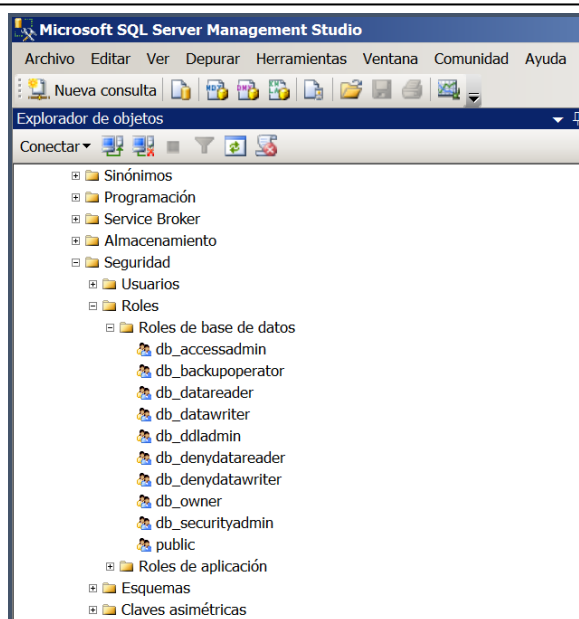 Microsoft SQL Server Management Studio
Archivo Editar Ver Depurar Herramientas Ventana Comunidad Ayuda
Nueva consulta
Explorador de objetos
Conectar
Sinónimos
Programación
Service Broker
Almacenamiento
Seguridad
Usuarios
Roles
Roles de base de datos
db_accessadmin
db_backupoperator
db_datareader
db_datawriter
db_ddladmin
db_denydatareader
db_denydatawriter
db_owner
db_securityadmin
public
Roles de aplicación
Esquemas
Claves asimétricas